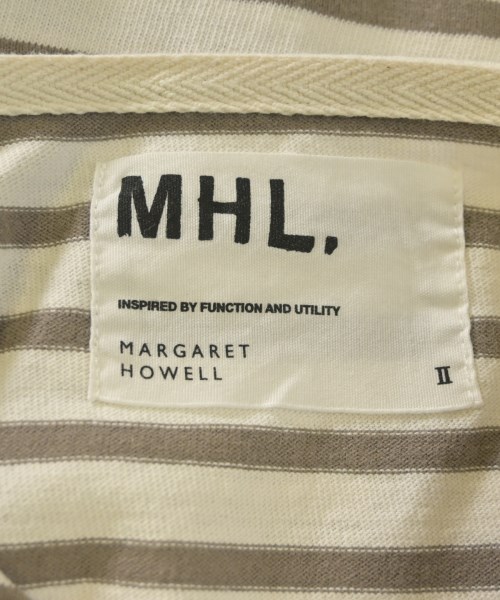 MHL.
INSPIRED BY FUNCTION AND UTILITY
MARGARET
HOWELL
II